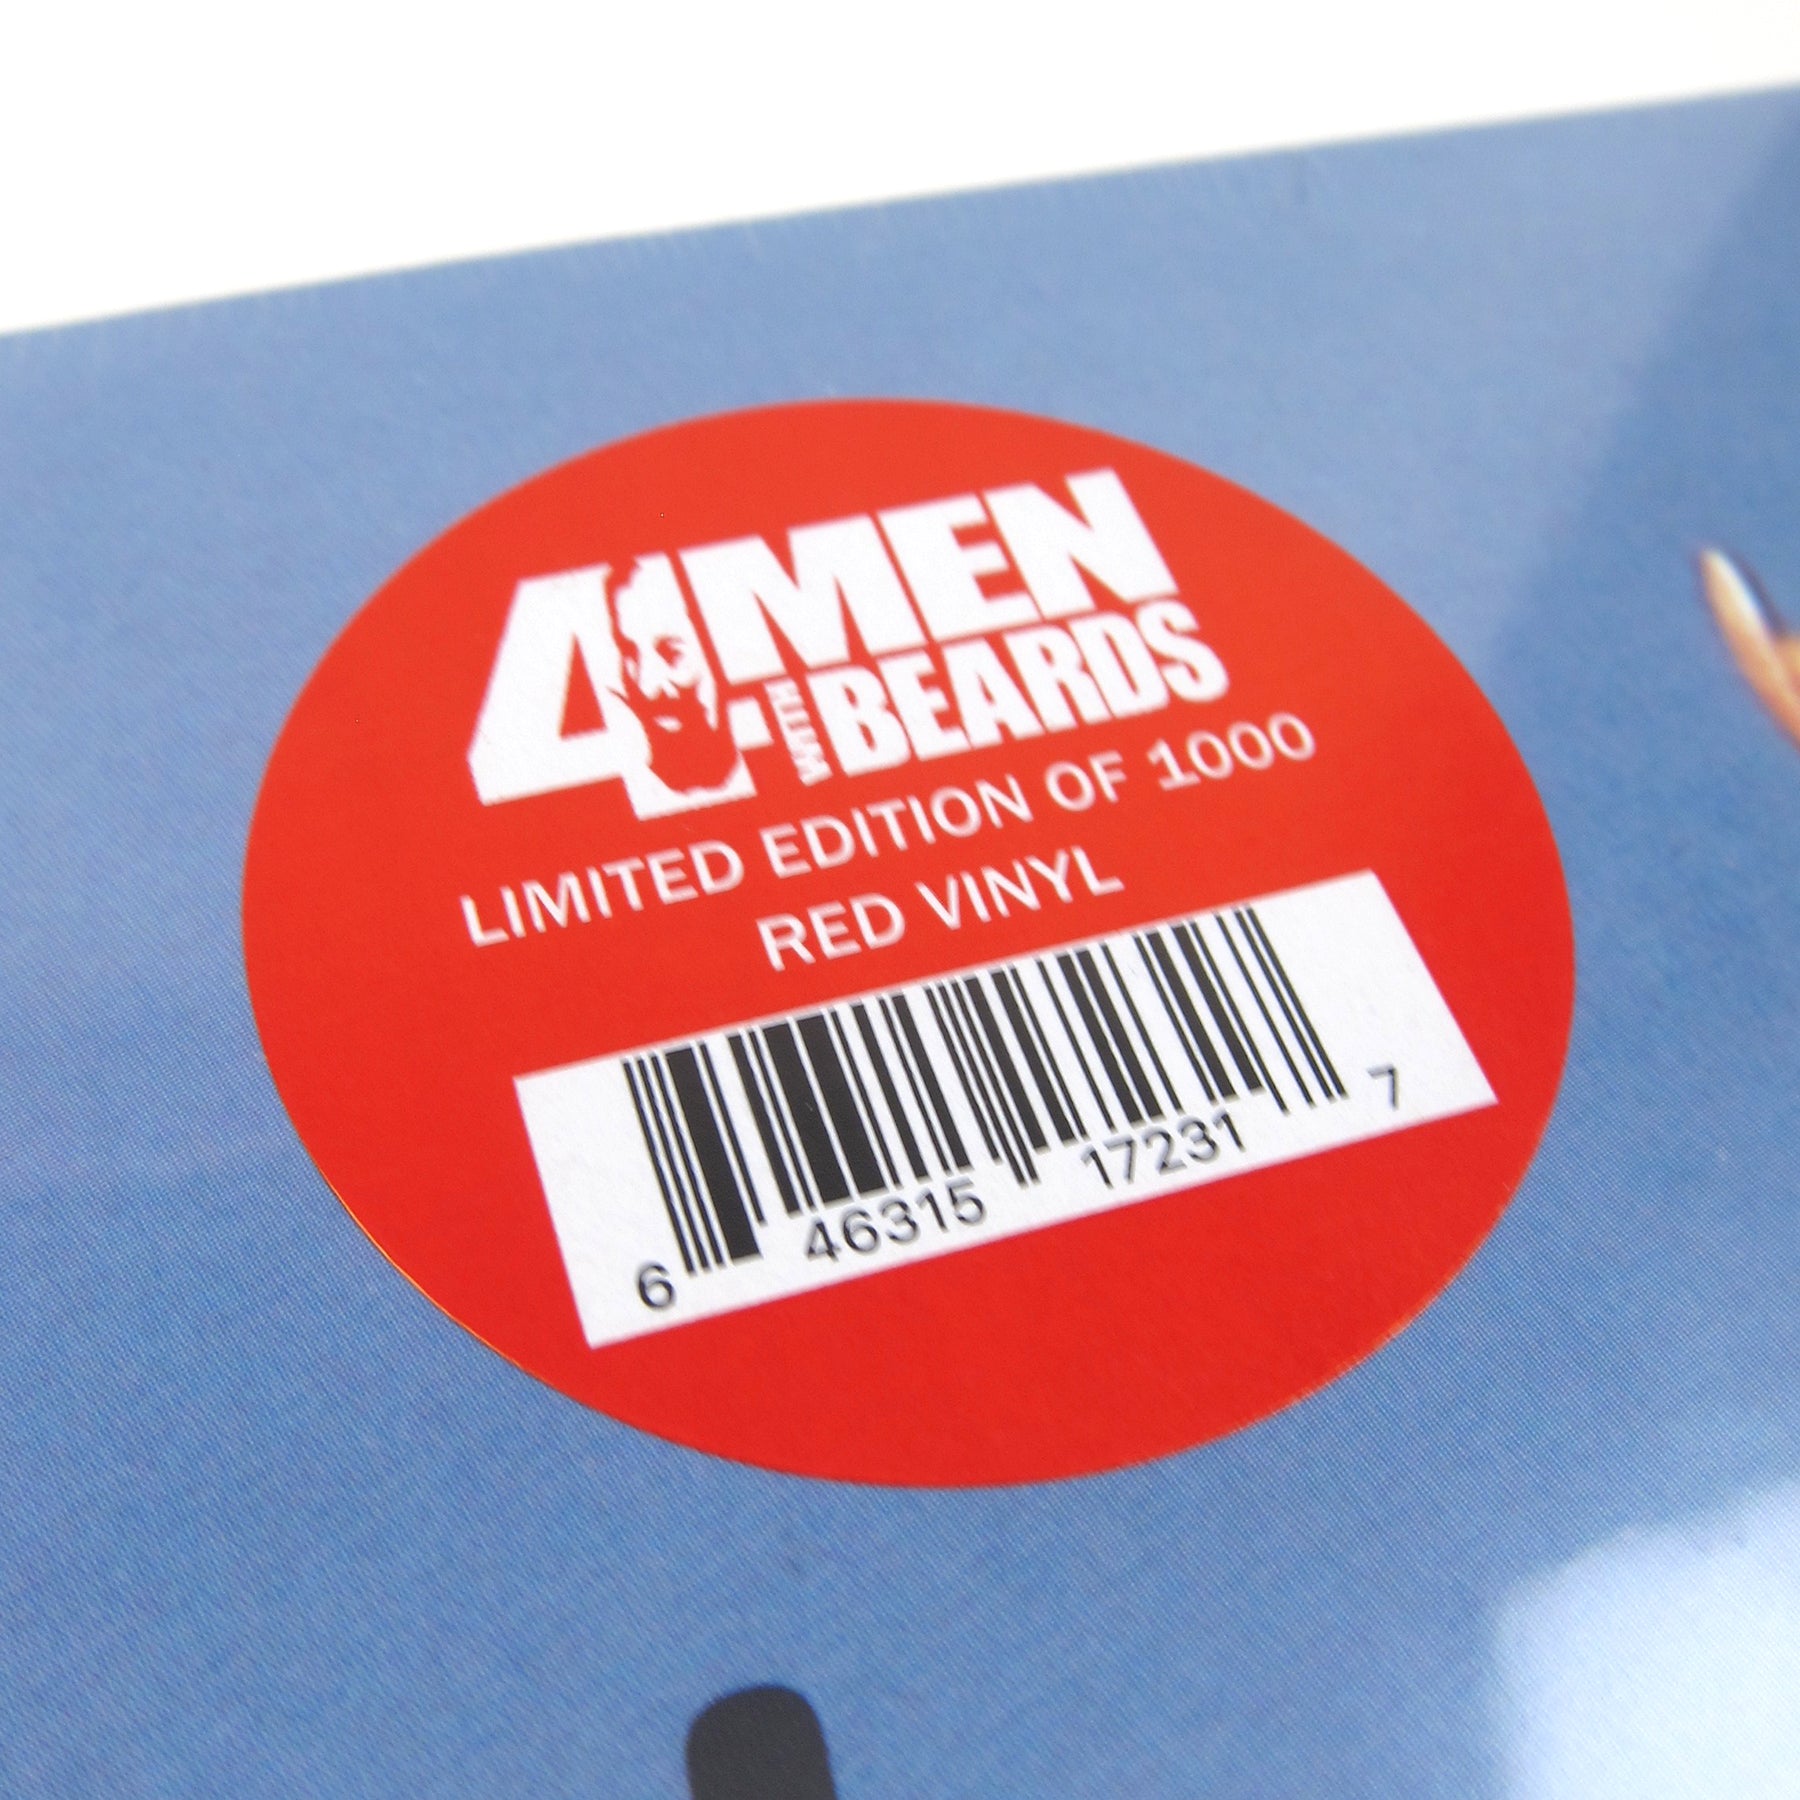 4 MEN
WITH BEARDS
LIMITED EDITION OF 1000
RED VINYL
6 46315 17231 7